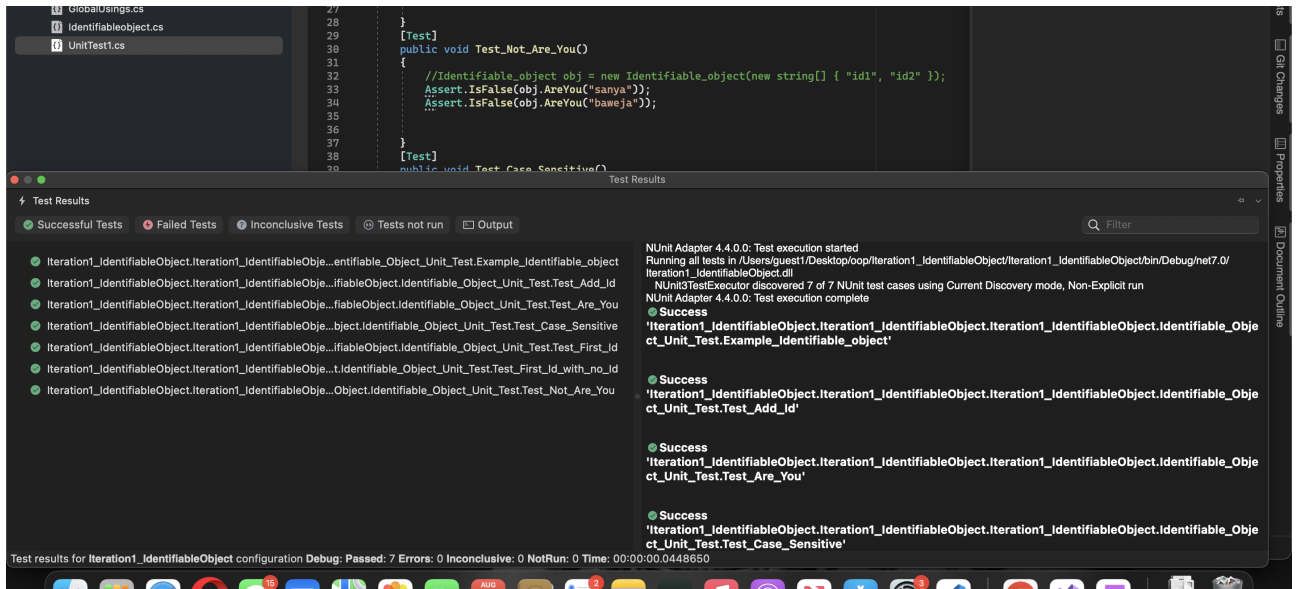 GlobalUsings.cs
Identifiableobject.cs
UnitTest1.cs
27
28 }
29 [Test]
30 public void Test_Not_Are_You()
31 {
32 //Identifiable_object obj = new Identifiable_object(new string[] { "id1", "id2" });
33 Assert.IsFalse(obj.AreYou("sanya"));
34 Assert.IsFalse(obj.AreYou("baweja"));
35
36
37 }
38 [Test]
39 public void Test_Case_Sensitive()
Git Changes
Properties
Document Outline
Test Results
Test Results
Successful Tests Failed Tests Inconclusive Tests Tests not run Output
Filter
Iteration1_IdentifiableObject.Iteration1_IdentifiableObje...entifiable_Object_Unit_Test.Example_Identifiable_object
Iteration1_IdentifiableObject.Iteration1_IdentifiableObje...ifiableObject.Identifiable_Object_Unit_Test.Test_Add_Id
Iteration1_IdentifiableObject.Iteration1_IdentifiableObje...fiableObject.Identifiable_Object_Unit_Test.Test_Are_You
Iteration1_IdentifiableObject.Iteration1_IdentifiableObje...bject.Identifiable_Object_Unit_Test.Test_Case_Sensitive
Iteration1_IdentifiableObject.Iteration1_IdentifiableObje...ifiableObject.Identifiable_Object_Unit_Test.Test_First_Id
Iteration1_IdentifiableObject.Iteration1_IdentifiableObje...t.Identifiable_Object_Unit_Test.Test_First_Id_with_no_Id
Iteration1_IdentifiableObject.Iteration1_IdentifiableObje...Object.Identifiable_Object_Unit_Test.Test_Not_Are_You
NUnit Adapter 4.4.0.0: Test execution started
Running all tests in /Users/guest1/Desktop/oop/Iteration1_IdentifiableObject/Iteration1_IdentifiableObject/bin/Debug/net7.0/
Iteration1_IdentifiableObject.dll
NUnit3TestExecutor discovered 7 of 7 NUnit test cases using Current Discovery mode, Non-Explicit run
NUnit Adapter 4.4.0.0: Test execution complete
Success
'Iteration1_IdentifiableObject.Iteration1_IdentifiableObject.Iteration1_IdentifiableObject.Identifiable_Obje
ct_Unit_Test.Example_Identifiable_object'
Success
'Iteration1_IdentifiableObject.Iteration1_IdentifiableObject.Iteration1_IdentifiableObject.Identifiable_Obje
ct_Unit_Test.Test_Add_Id'
Success
'Iteration1_IdentifiableObject.Iteration1_IdentifiableObject.Iteration1_IdentifiableObject.Identifiable_Obje
ct_Unit_Test.Test_Are_You'
Success
'Iteration1_IdentifiableObject.Iteration1_IdentifiableObject.Iteration1_IdentifiableObject.Identifiable_Obje
ct_Unit_Test.Test_Case_Sensitive'
Test results for Iteration1_IdentifiableObject configuration Debug: Passed: 7 Errors: 0 Inconclusive: 0 NotRun: 0 Time: 00:00:00.0448650
15
AUG
2
3